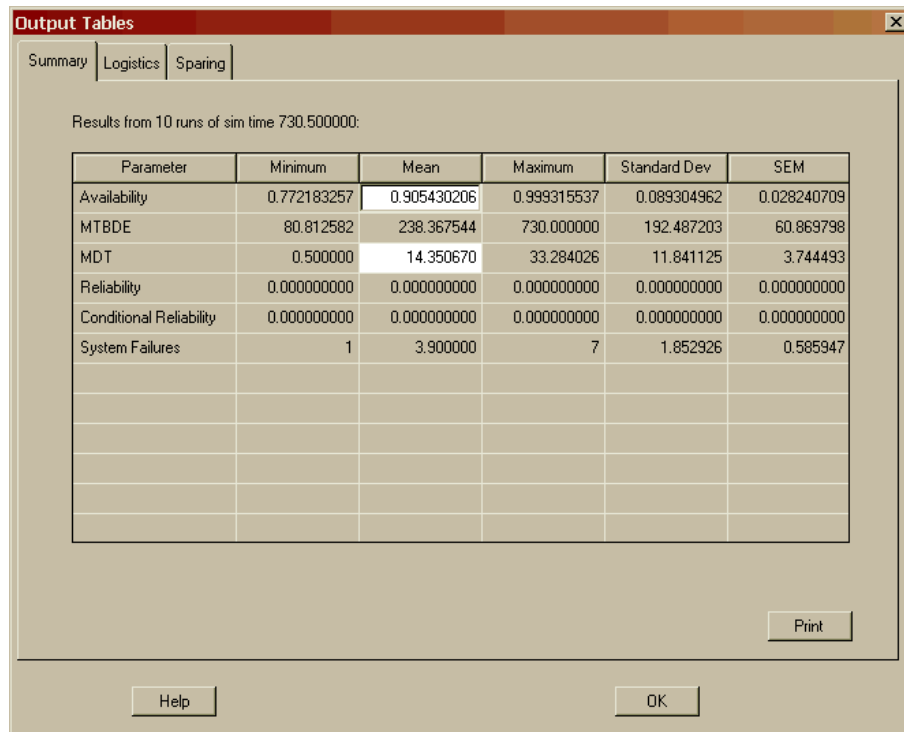 Output Tables
Summary Logistics Sparing
Results from 10 runs of sim time 730.500000:
Parameter Minimum Mean Maximum Standard Dev SEM
Availability 0.772183257 0.905430206 0.999315537 0.089304962 0.028240709
MTBDE 80.812582 238.367544 730.000000 192.487203 60.869798
MDT 0.500000 14.350670 33.284026 11.841125 3.744493
Reliability 0.000000000 0.000000000 0.000000000 0.000000000 0.000000000
Conditional Reliability 0.000000000 0.000000000 0.000000000 0.000000000 0.000000000
System Failures 1 3.900000 7 1.852926 0.585947
Print
Help OK